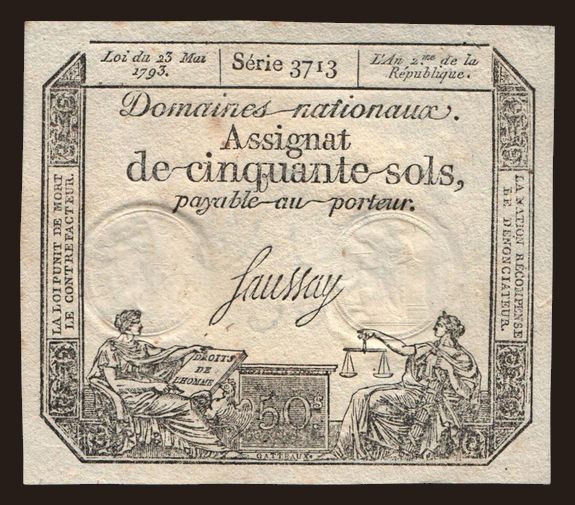 Loi du 23 Mai
1793.
Série 3713
L'An 2.me de la
République.
Domaines nationaux.
Assignat
de cinquante sols,
payable au porteur.
LA LOI PUNIT DE MORT
LE CONTREFACTEUR.
LA NATION RÉCOMPENSE
LE DÉNONCIATEUR.
Saussay
DROITS
DE
L'HOMME
50.s
GATTEAUX.